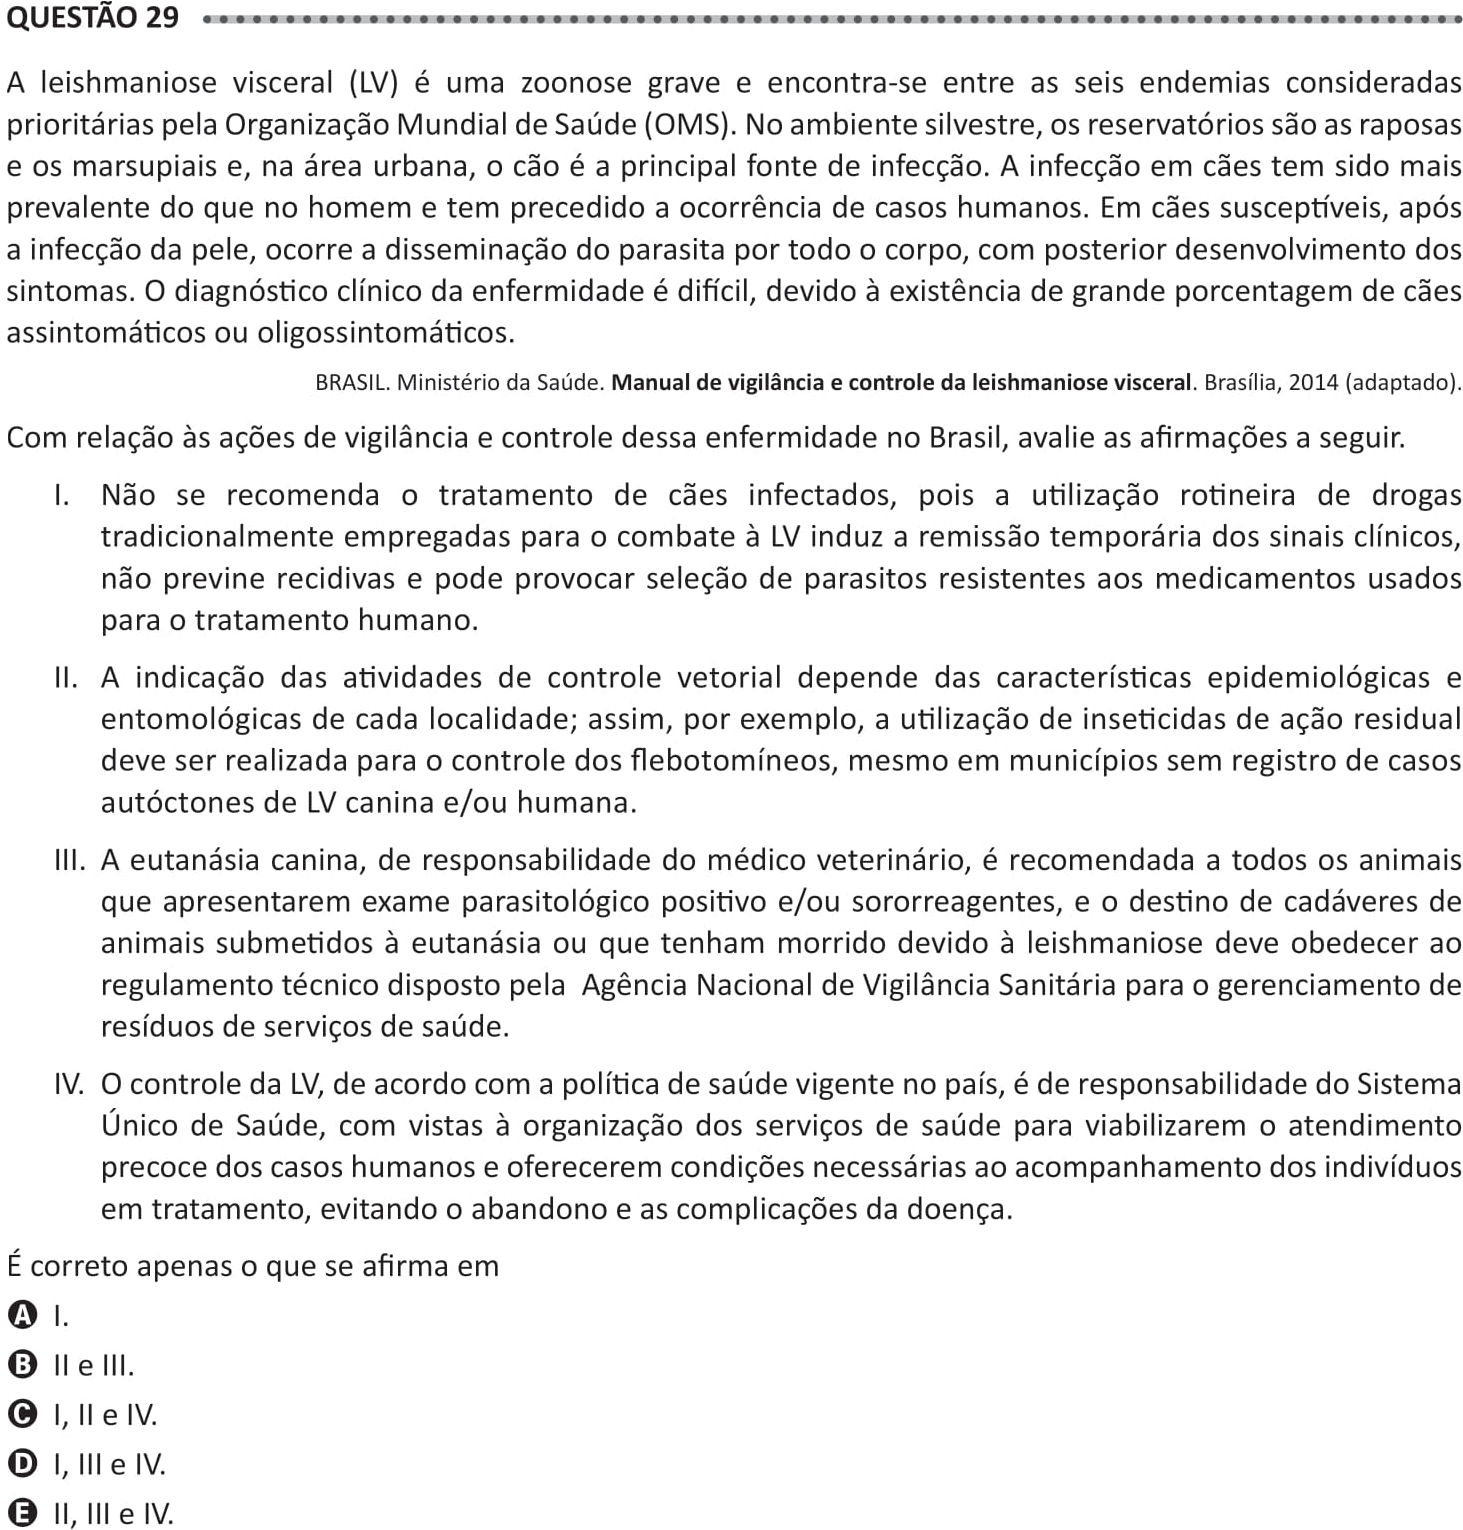 QUESTÃO 29
A leishmaniose visceral (LV) é uma zoonose grave e encontra-se entre as seis endemias consideradas
prioritárias pela Organização Mundial de Saúde (OMS). No ambiente silvestre, os reservatórios são as raposas
e os marsupiais e, na área urbana, o cão é a principal fonte de infecção. A infecção em cães tem sido mais
prevalente do que no homem e tem precedido a ocorrência de casos humanos. Em cães susceptíveis, após
a infecção da pele, ocorre a disseminação do parasita por todo o corpo, com posterior desenvolvimento dos
sintomas. O diagnóstico clínico da enfermidade é difícil, devido à existência de grande porcentagem de cães
assintomáticos ou oligossintomáticos.
BRASIL. Ministério da Saúde. Manual de vigilância e controle da leishmaniose visceral. Brasília, 2014 (adaptado).
Com relação às ações de vigilância e controle dessa enfermidade no Brasil, avalie as afirmações a seguir.
I. Não se recomenda o tratamento de cães infectados, pois a utilização rotineira de drogas
tradicionalmente empregadas para o combate à LV induz a remissão temporária dos sinais clínicos,
não previne recidivas e pode provocar seleção de parasitos resistentes aos medicamentos usados
para o tratamento humano.
II. A indicação das atividades de controle vetorial depende das características epidemiológicas e
entomológicas de cada localidade; assim, por exemplo, a utilização de inseticidas de ação residual
deve ser realizada para o controle dos flebotomíneos, mesmo em municípios sem registro de casos
autóctones de LV canina e/ou humana.
III. A eutanásia canina, de responsabilidade do médico veterinário, é recomendada a todos os animais
que apresentarem exame parasitológico positivo e/ou sororreagentes, e o destino de cadáveres de
animais submetidos à eutanásia ou que tenham morrido devido à leishmaniose deve obedecer ao
regulamento técnico disposto pela Agência Nacional de Vigilância Sanitária para o gerenciamento de
resíduos de serviços de saúde.
IV. O controle da LV, de acordo com a política de saúde vigente no país, é de responsabilidade do Sistema
Único de Saúde, com vistas à organização dos serviços de saúde para viabilizarem o atendimento
precoce dos casos humanos e oferecerem condições necessárias ao acompanhamento dos indivíduos
em tratamento, evitando o abandono e as complicações da doença.
É correto apenas o que se afirma em
A I.
B II e III.
C I, II e IV.
D I, III e IV.
E II, III e IV.